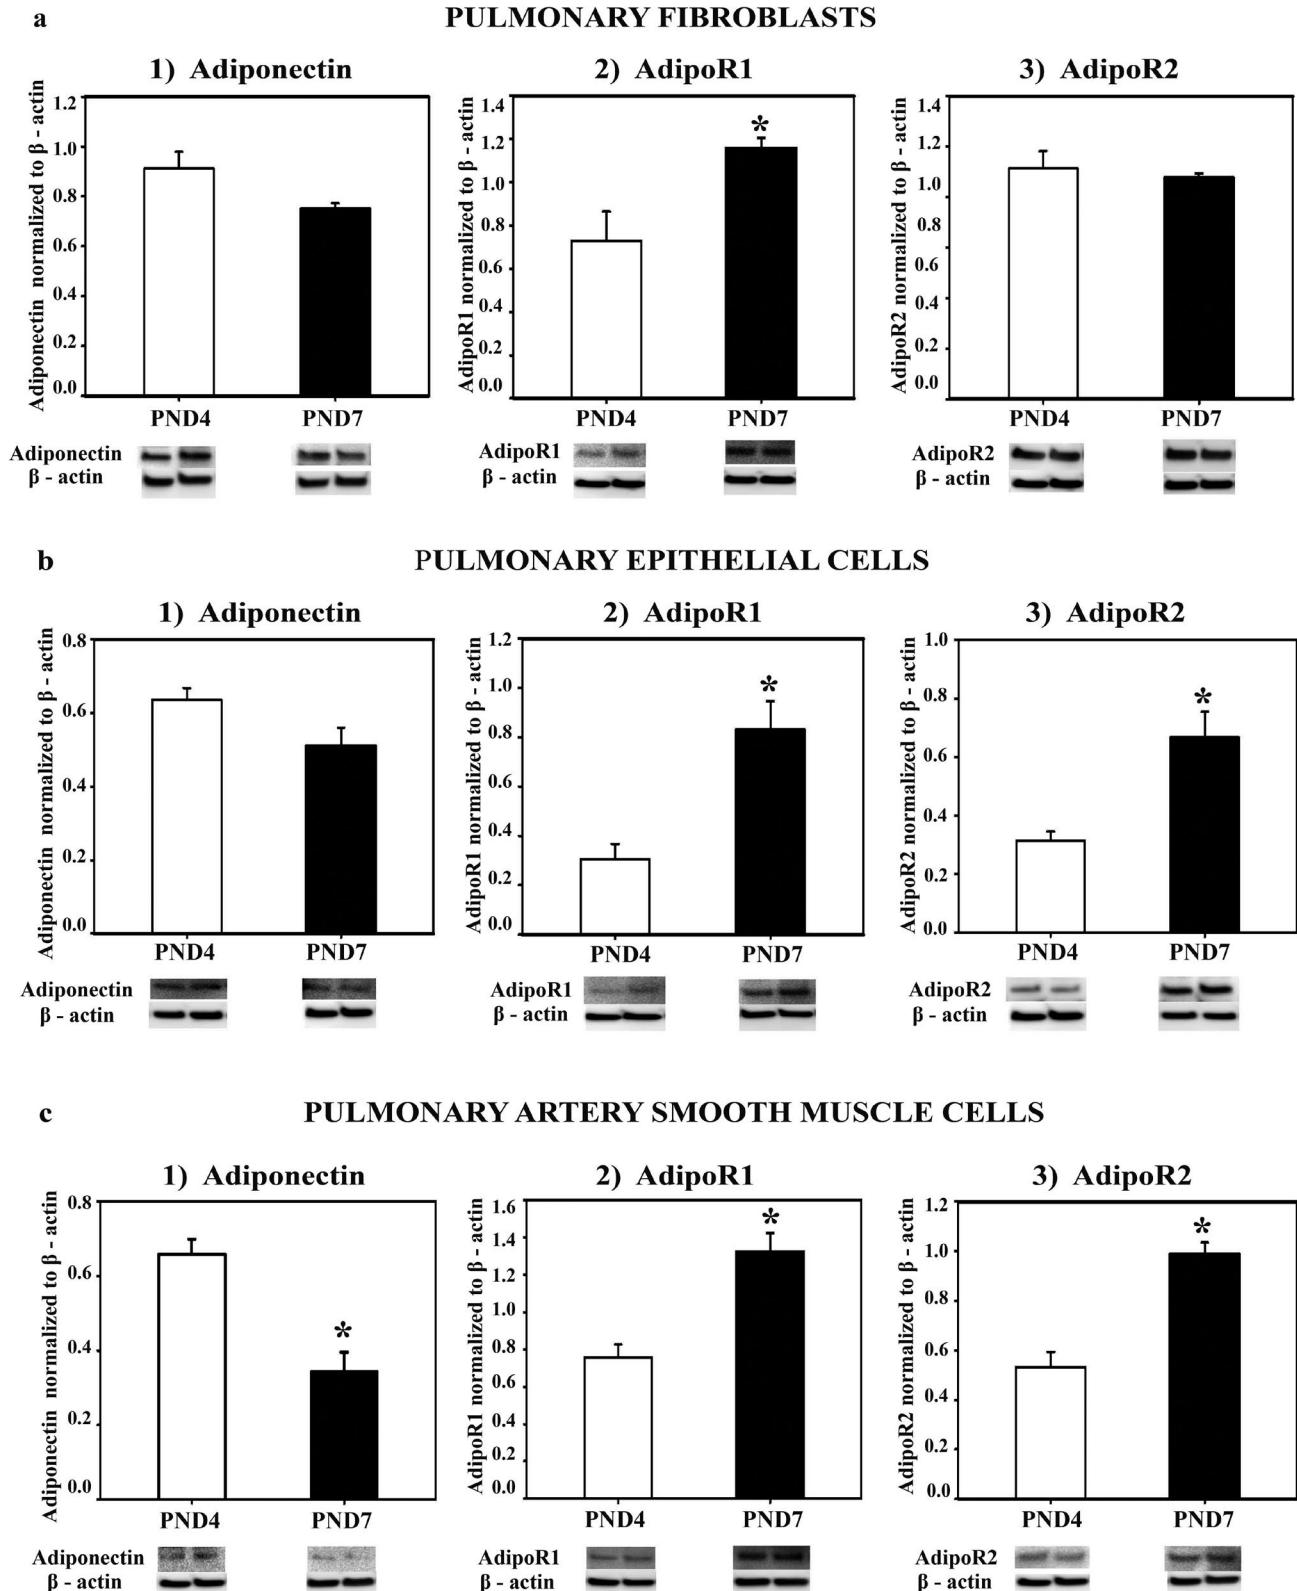 a
PULMONARY FIBROBLASTS
1) Adiponectin
Adiponectin normalized to β - actin
1.2
1.0
0.8
0.6
0.4
0.2
0.0
PND4 PND7
Adiponectin
β - actin
2) AdipoR1
AdipoR1 normalized to β - actin
*
1.4
1.2
1.0
0.8
0.6
0.4
0.2
0.0
PND4 PND7
AdipoR1
β - actin
3) AdipoR2
AdipoR2 normalized to β - actin
1.4
1.2
1.0
0.8
0.6
0.4
0.2
0.0
PND4 PND7
AdipoR2
β - actin
b
PULMONARY EPITHELIAL CELLS
1) Adiponectin
Adiponectin normalized to β - actin
0.8
0.6
0.4
0.2
0.0
PND4 PND7
Adiponectin
β - actin
2) AdipoR1
AdipoR1 normalized to β - actin
*
1.2
1.0
0.8
0.6
0.4
0.2
0.0
PND4 PND7
AdipoR1
β - actin
3) AdipoR2
AdipoR2 normalized to β - actin
*
1.0
0.8
0.6
0.4
0.2
0.0
PND4 PND7
AdipoR2
β - actin
c
PULMONARY ARTERY SMOOTH MUSCLE CELLS
1) Adiponectin
Adiponectin normalized to β - actin
*
0.8
0.6
0.4
0.2
0.0
PND4 PND7
Adiponectin
β - actin
2) AdipoR1
AdipoR1 normalized to β - actin
*
1.6
1.4
1.2
1.0
0.8
0.6
0.4
0.2
0.0
PND4 PND7
AdipoR1
β - actin
3) AdipoR2
AdipoR2 normalized to β - actin
*
1.2
1.0
0.8
0.6
0.4
0.2
0.0
PND4 PND7
AdipoR2
β - actin